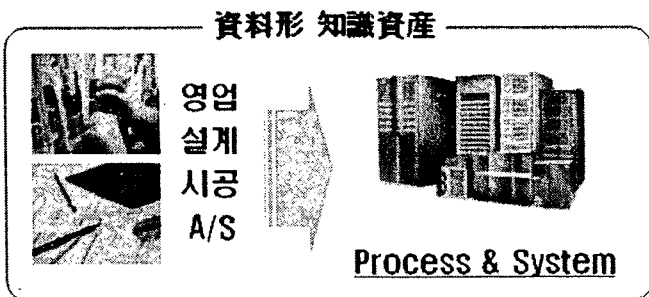 資料形 知識資産
영업
설계
시공
A/S
Process & System